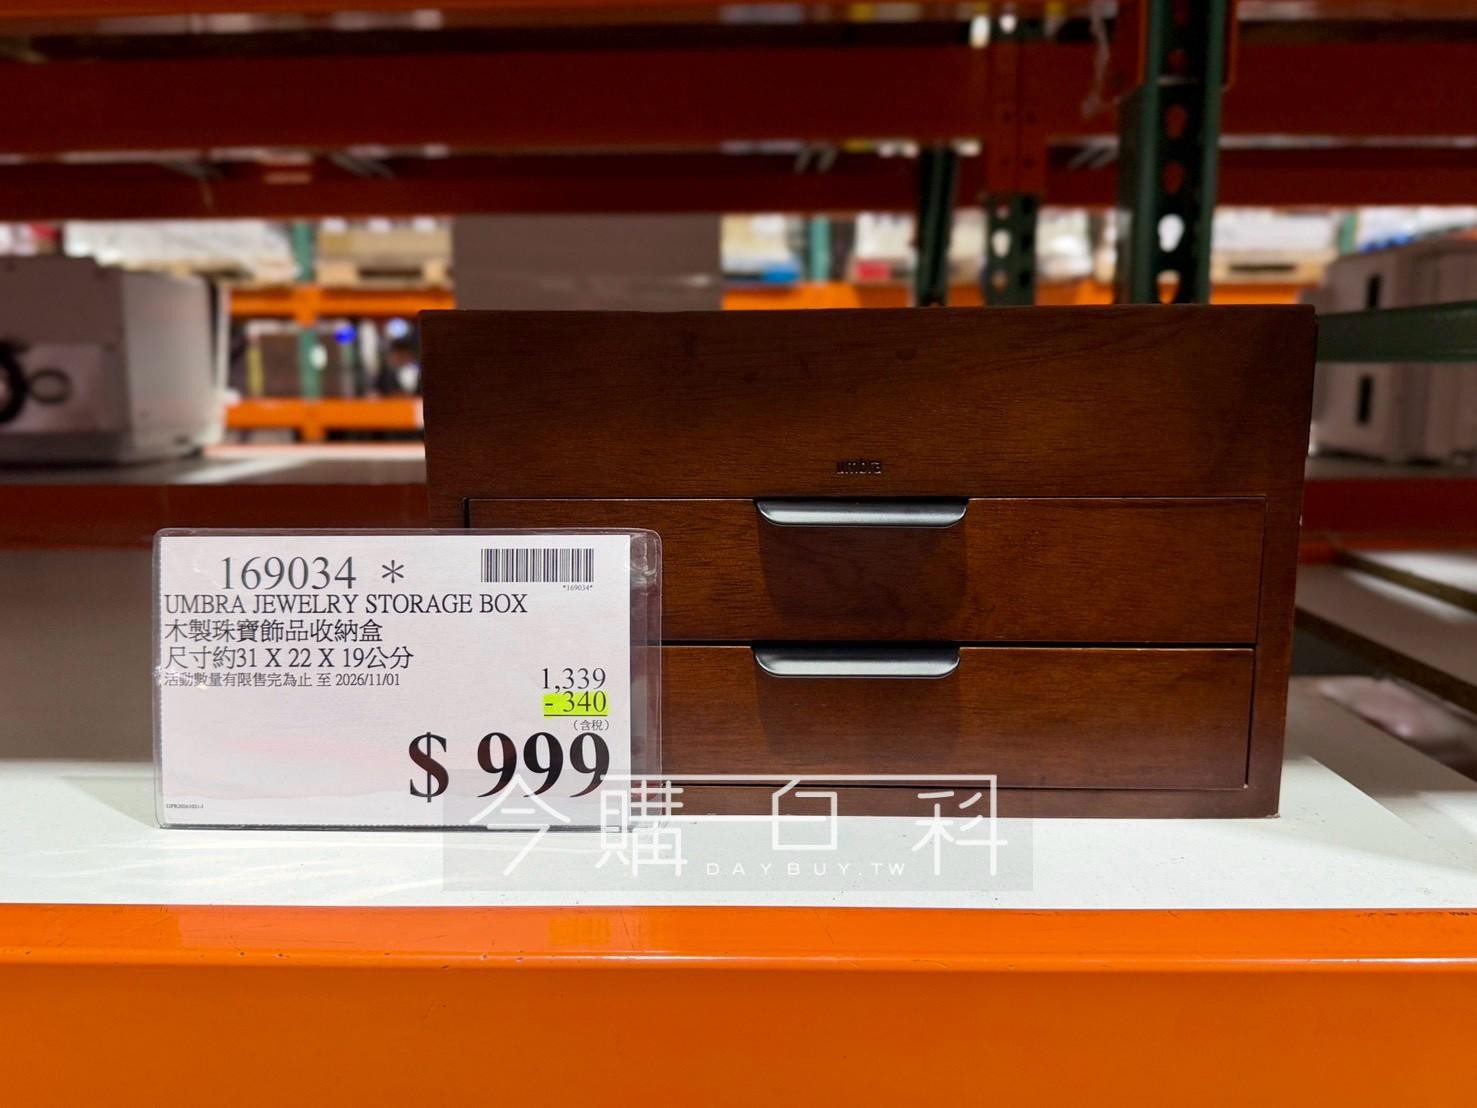 umbra
169034 *
*169034*
UMBRA JEWELRY STORAGE BOX
木製珠寶飾品收納盒
尺寸約31 X 22 X 19公分
活動數量有限售完為止 至 2026/11/01
1,339
- 340
(含稅)
$ 999
今購百科
DAYBUY.TW